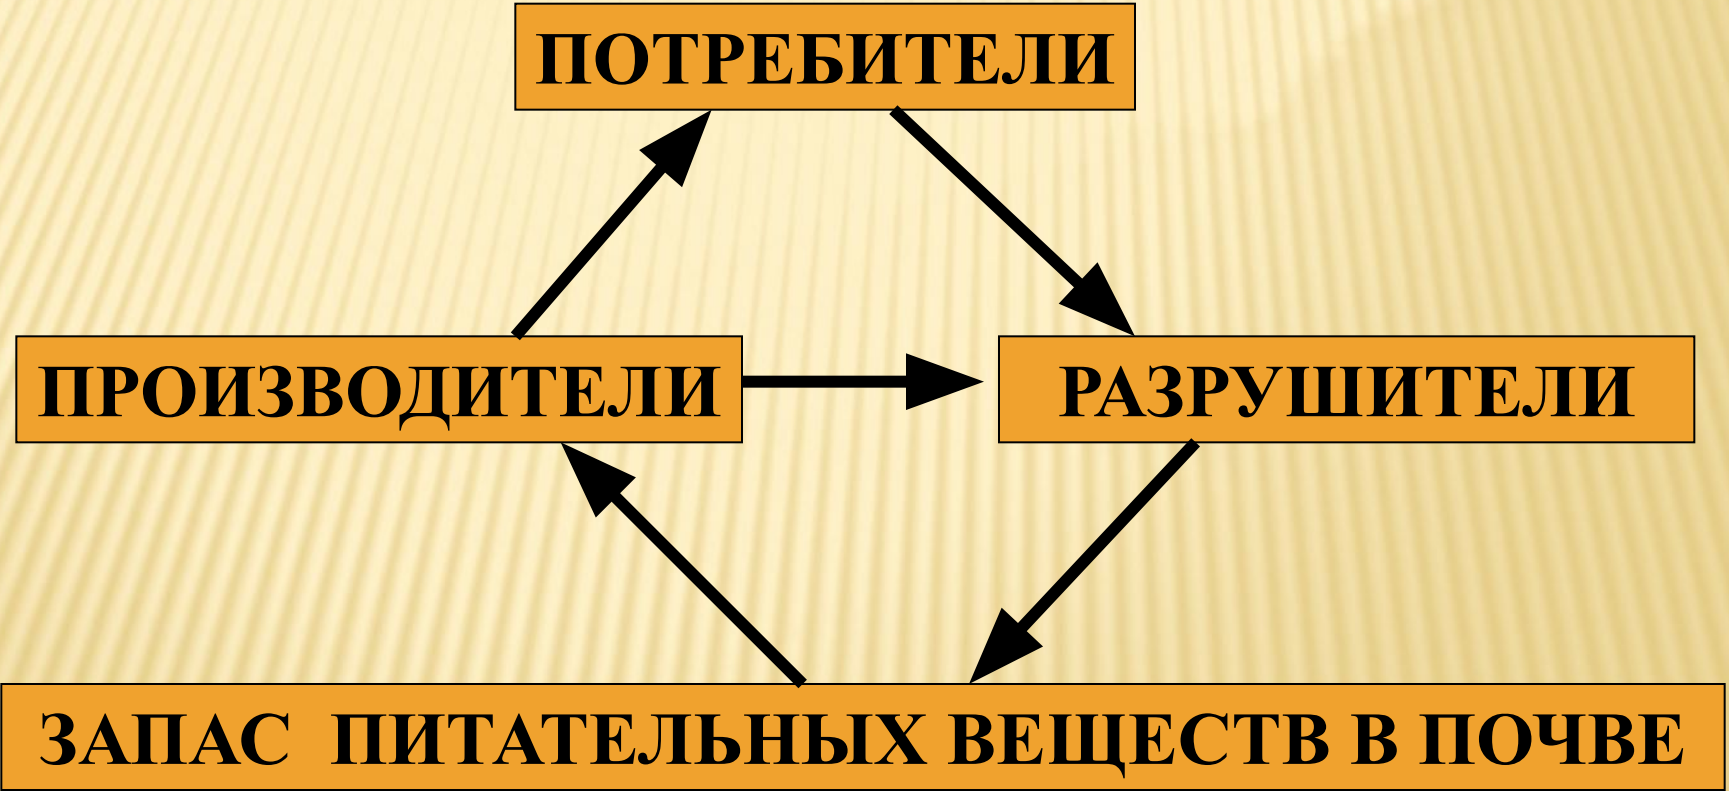 ПОТРЕБИТЕЛИ
ПРОИЗВОДИТЕЛИ
РАЗРУШИТЕЛИ
ЗАПАС ПИТАТЕЛЬНЫХ ВЕЩЕСТВ В ПОЧВЕ